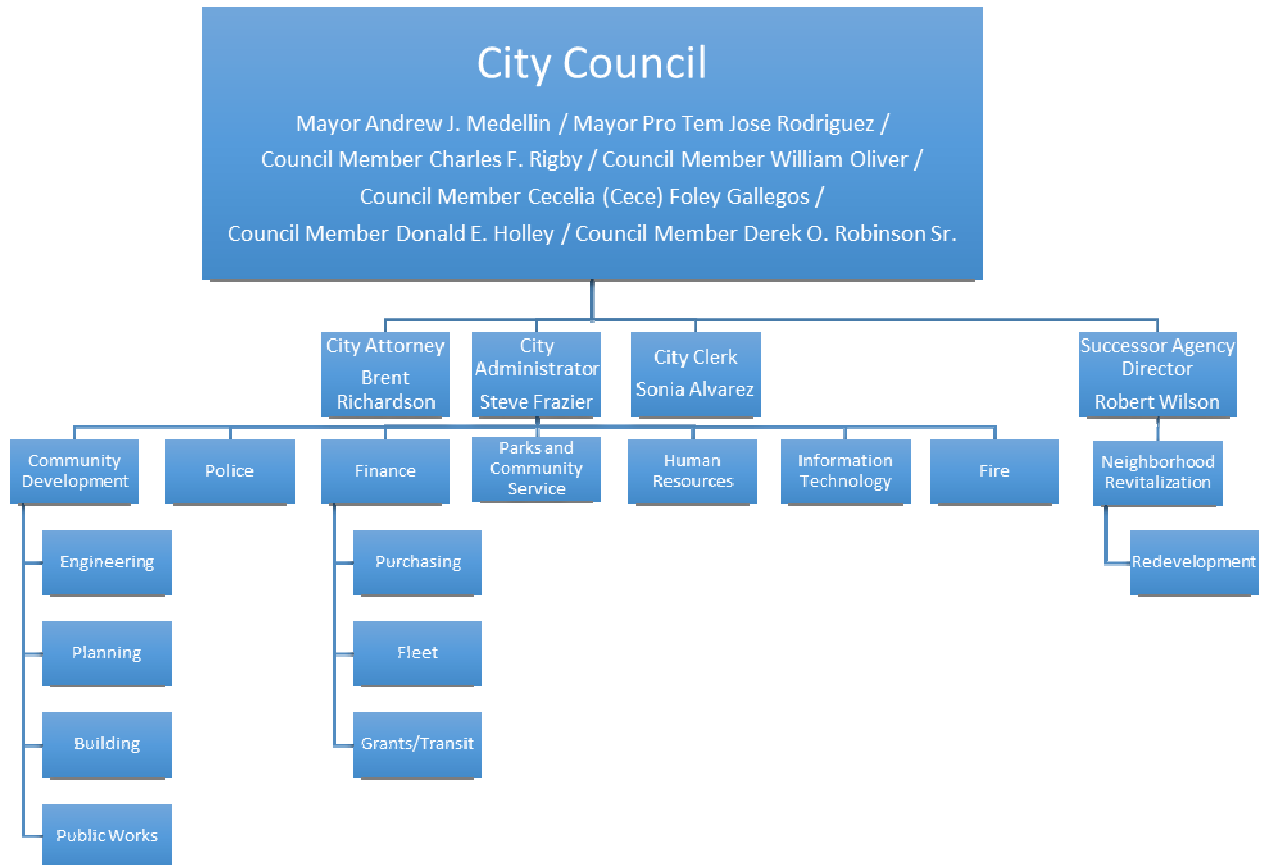 City Council
Mayor Andrew J. Medellin / Mayor Pro Tem Jose Rodriguez /
Council Member Charles F. Rigby / Council Member William Oliver /
Council Member Cecelia (Cece) Foley Gallegos /
Council Member Donald E. Holley / Council Member Derek O. Robinson Sr.
City Attorney
Brent
Richardson
City
Administrator
Steve Frazier
City Clerk
Sonia Alvarez
Successor Agency
Director
Robert Wilson
Community
Development
Police
Finance
Parks and
Community
Service
Human
Resources
Information
Technology
Fire
Neighborhood
Revitalization
Engineering
Planning
Building
Public Works
Purchasing
Fleet
Grants/Transit
Redevelopment